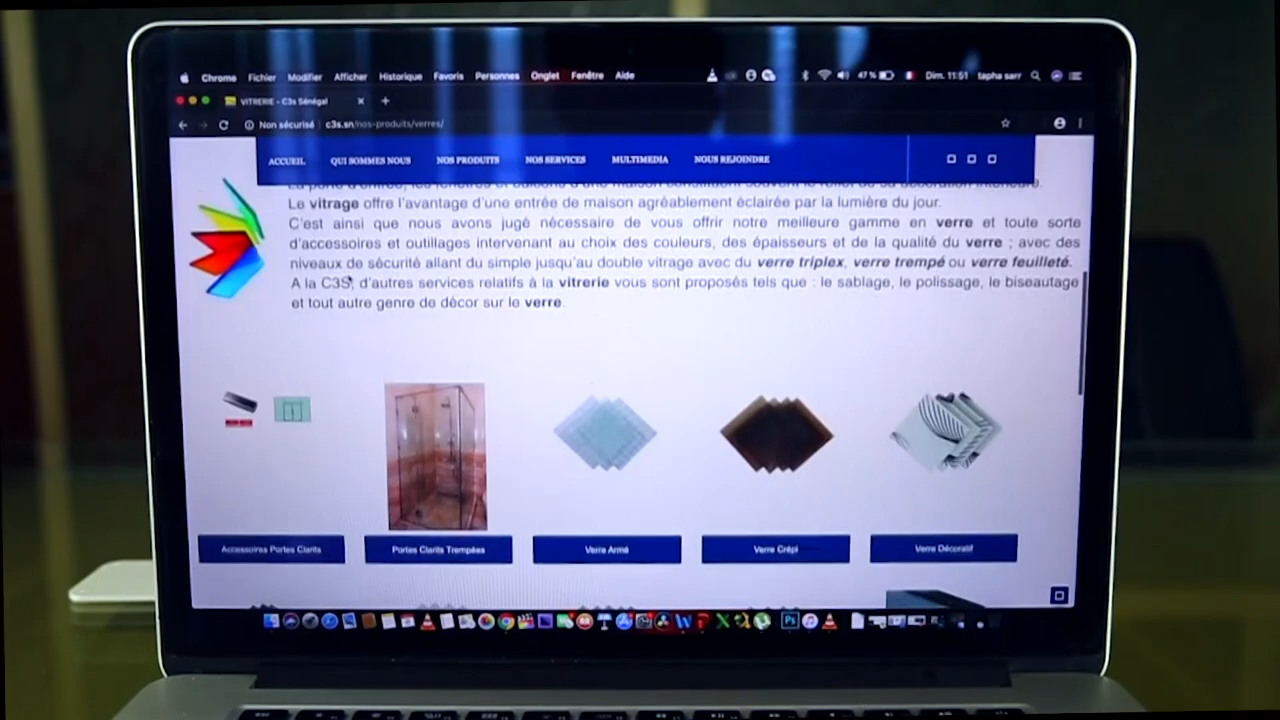 Chrome Fichier Modifier Afficher Historique Favoris Personnes Onglet Fenêtre Aide 47 % Dim. 11:51 tapha sarr
VITRERIE - C3s Sénégal
Non sécurisé c3s.sn/nos-produits/verres/
ACCUEIL QUI SOMMES NOUS NOS PRODUITS NOS SERVICES MULTIMEDIA NOUS REJOINDRE
Le vitrage offre l'avantage d'une entrée de maison agréablement éclairée par la lumière du jour.
C'est ainsi que nous avons jugé nécessaire de vous offrir notre meilleure gamme en verre et toute sorte
d'accessoires et outillages intervenant au choix des couleurs, des épaisseurs et de la qualité du verre ; avec des
niveaux de sécurité allant du simple jusqu'au double vitrage avec du verre triplex, verre trempé ou verre feuilleté.
A la C3S, d'autres services relatifs à la vitrerie vous sont proposés tels que : le sablage, le polissage, le biseautage
et tout autre genre de décor sur le verre.
Accessoires Portes Clarits Portes Clarits Trempées Verre Armé Verre Crépi Verre Décoratif